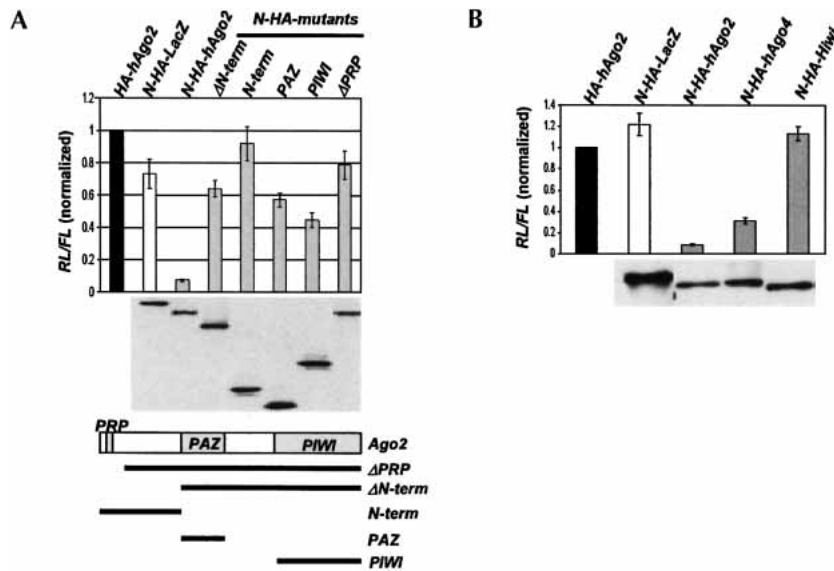 A
N-HA-mutants
HA-hAgo2
N-HA-LacZ
N-HA-hAgo2
ΔN-term
N-term
PAZ
PIWI
ΔPRP
RL/FL (normalized)
1.2
1
0.8
0.6
0.4
0.2
0
PRP
PAZ
PIWI
Ago2
ΔPRP
ΔN-term
N-term
PAZ
PIWI
B
HA-hAgo2
N-HA-LacZ
N-HA-hAgo2
N-HA-hAgo4
N-HA-Hiwi
RL/FL (normalized)
1.4
1.2
1
0.8
0.6
0.4
0.2
0